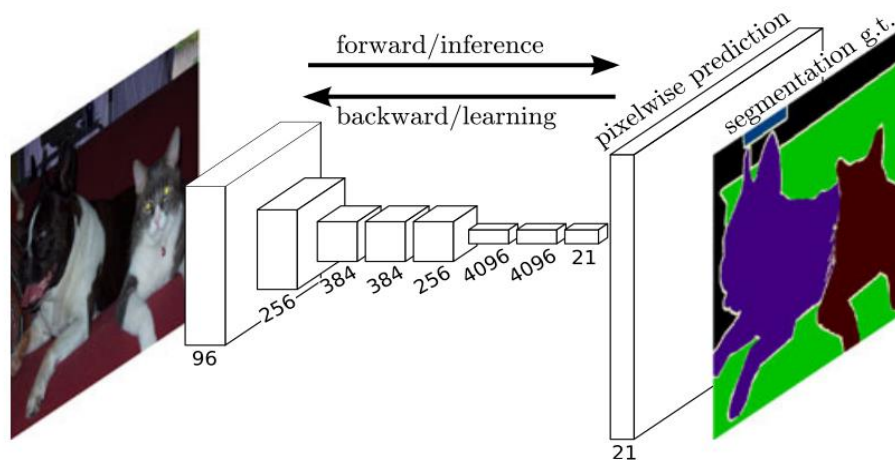 forward/inference
backward/learning
pixelwise prediction
segmentation g.t.
96
256
384
384
256
4096
4096
21
21